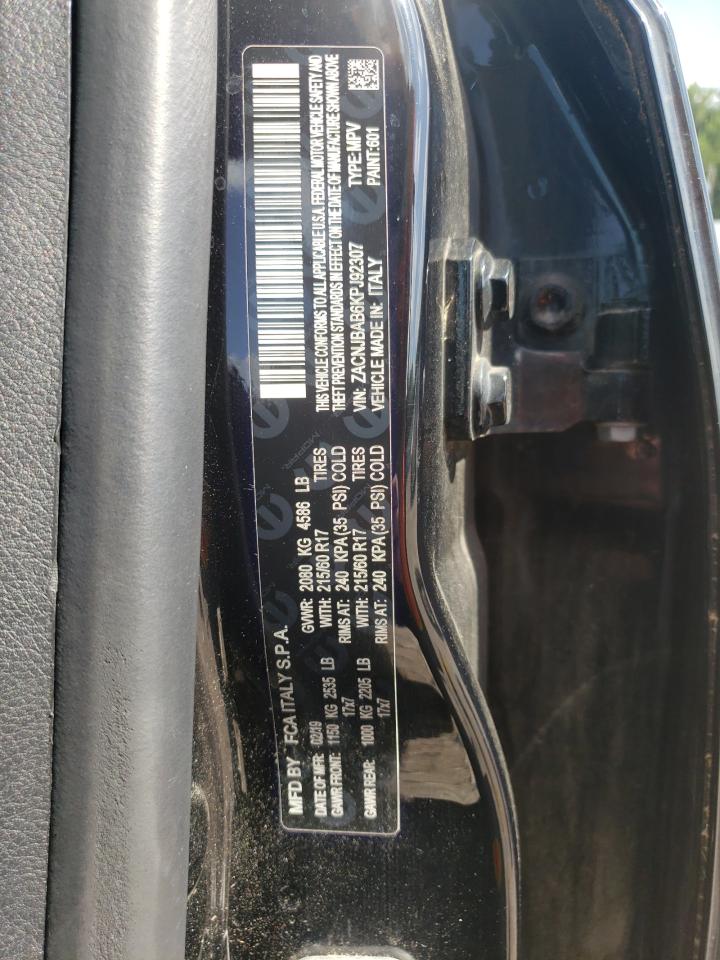 MFD BY FCA ITALY S.P.A.
DATE OF MFR: 02/19 GVWR: 2080 KG 4586 LB
GAWR FRONT: 1150 KG 2535 LB WITH: 215/60 R17 TIRES
17x7 RIMS AT: 240 KPA(35 PSI) COLD
GAWR REAR: 1000 KG 2205 LB WITH: 215/60 R17 TIRES
17x7 RIMS AT: 240 KPA(35 PSI) COLD
THIS VEHICLE CONFORMS TO ALL APPLICABLE U.S.A. FEDERAL MOTOR VEHICLE SAFETY AND
THEFT PREVENTION STANDARDS IN EFFECT ON THE DATE OF MANUFACTURE SHOWN ABOVE
VIN: ZACNJBAB6KPJ92307 TYPE: MPV
VEHICLE MADE IN: ITALY PAINT: 601
MOPAR